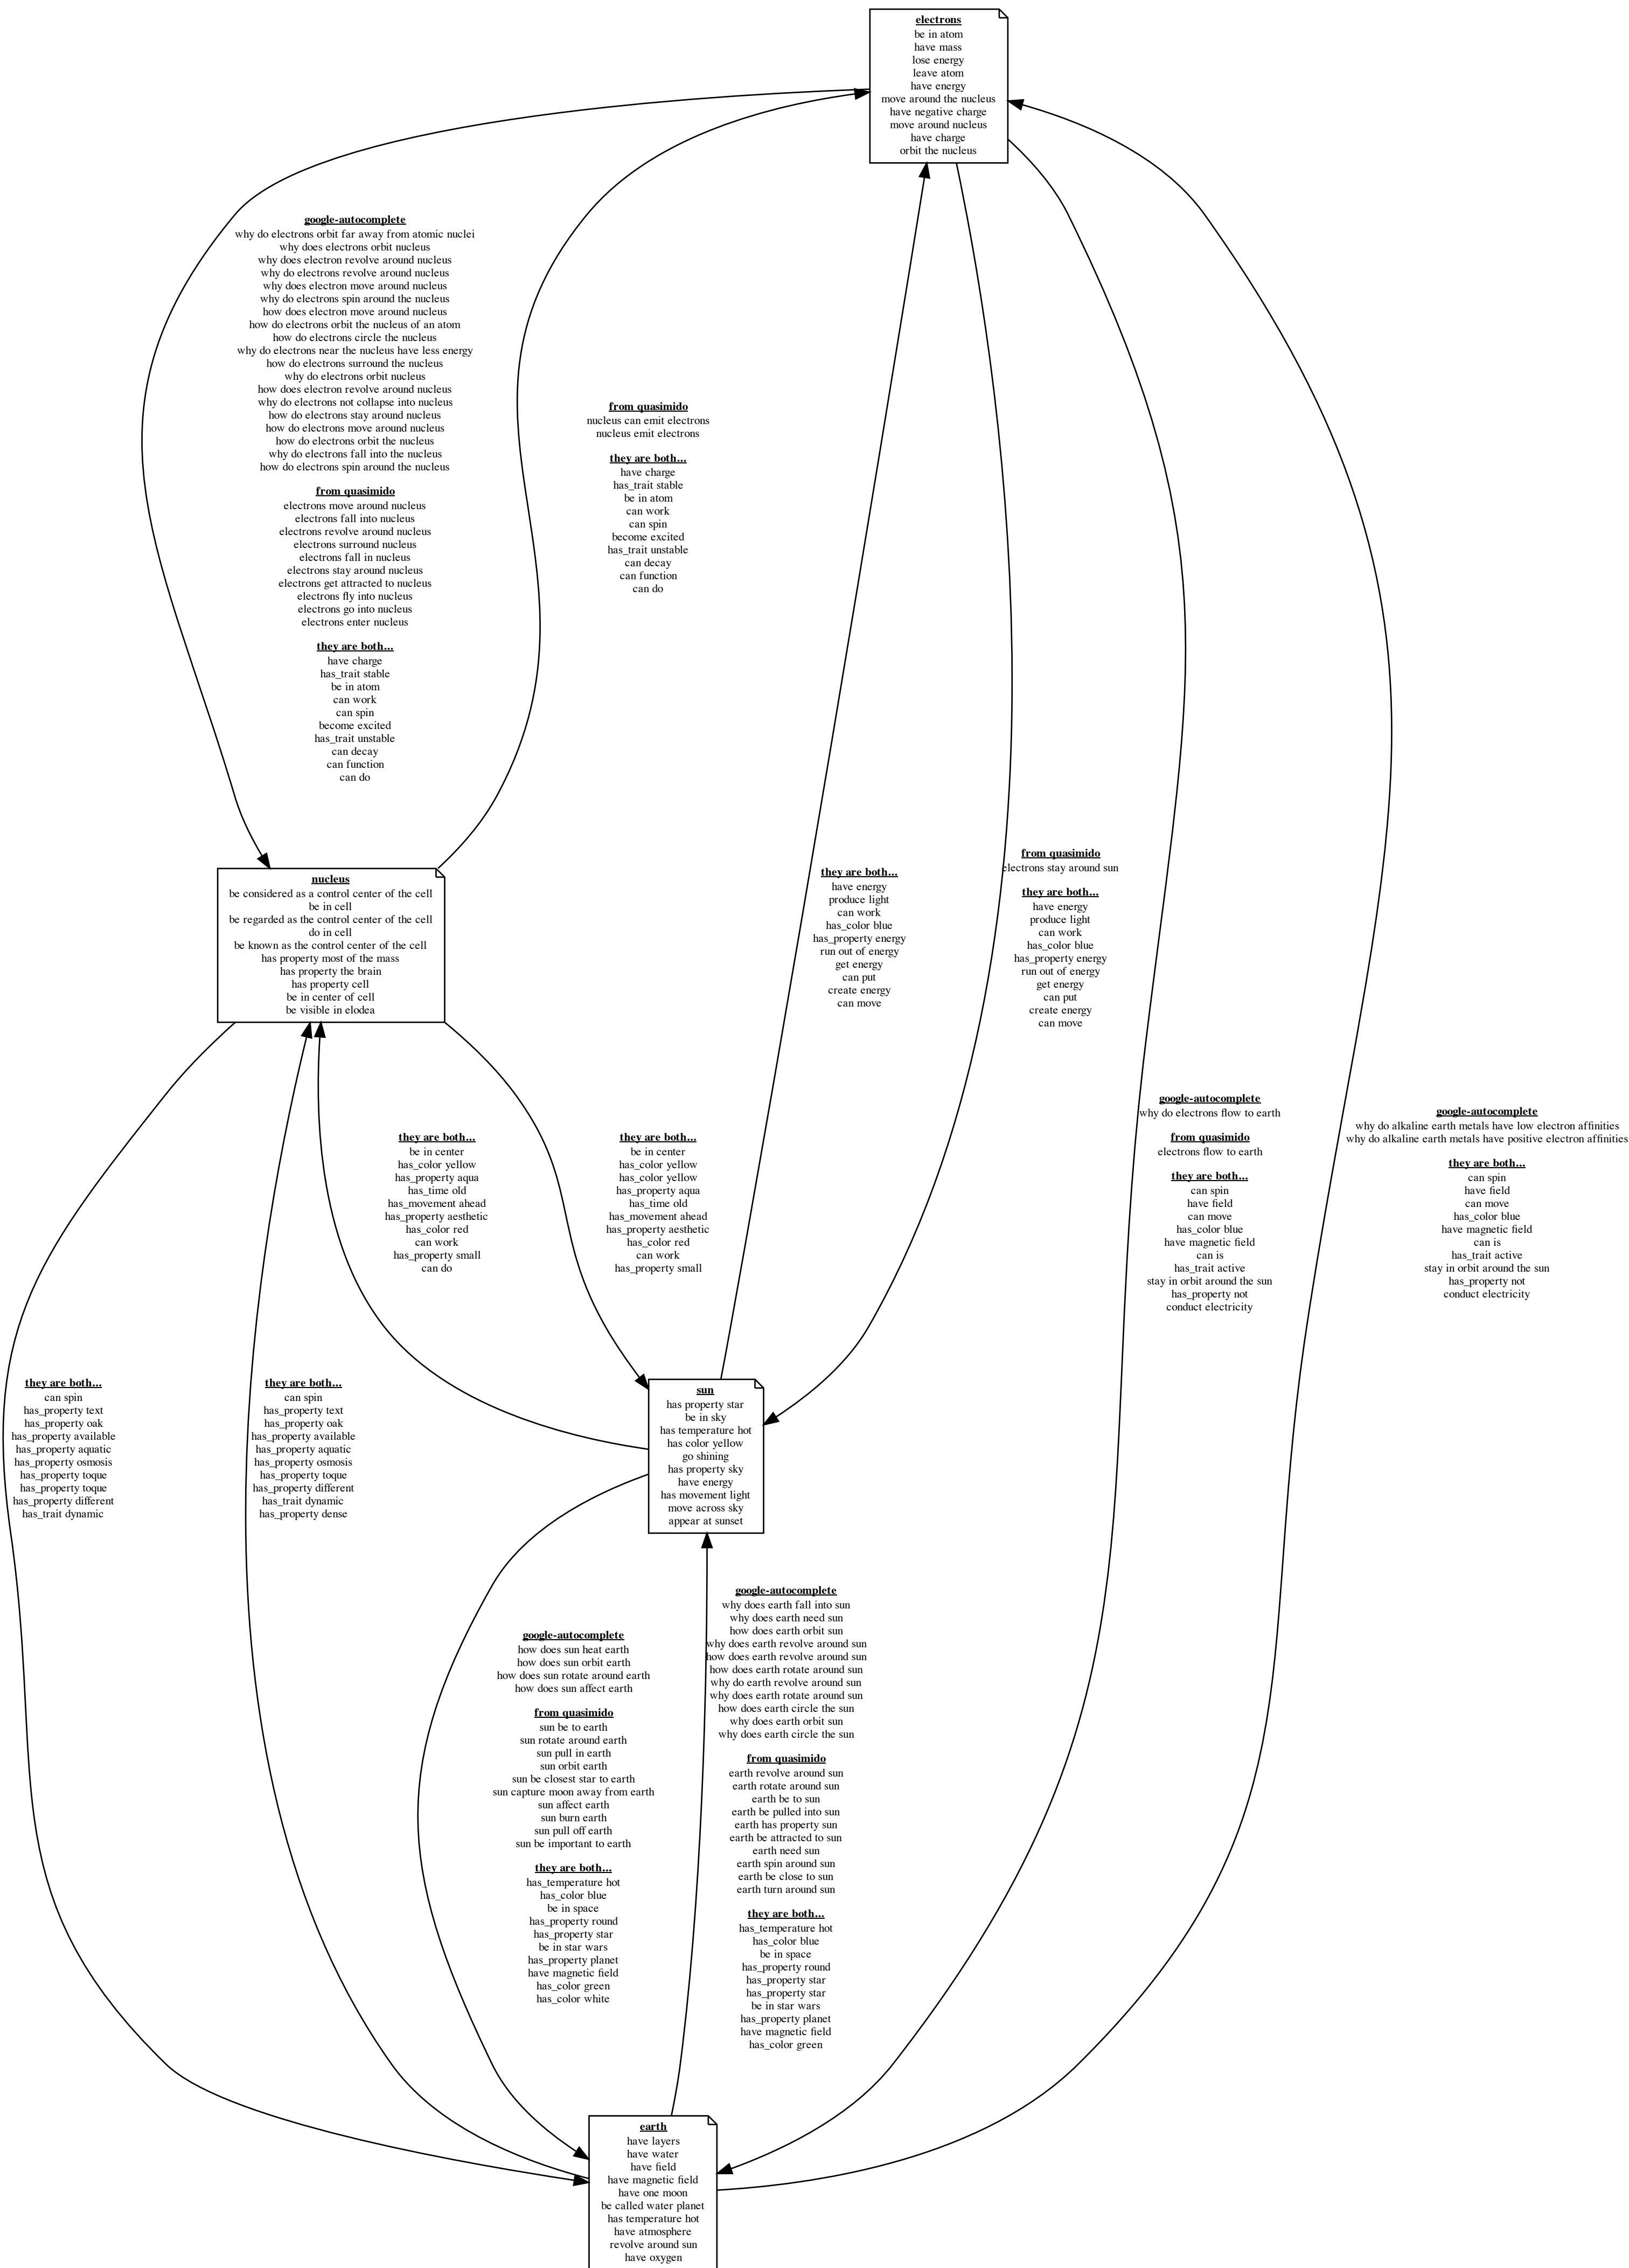 electrons
be in atom
have mass
lose energy
leave atom
have energy
move around the nucleus
have negative charge
move around nucleus
have charge
orbit the nucleus
google-autocomplete
why do electrons orbit far away from atomic nuclei
why does electrons orbit nucleus
why does electron revolve around nucleus
why do electrons revolve around nucleus
why does electron move around nucleus
why do electrons spin around the nucleus
how does electron move around nucleus
how do electrons orbit the nucleus of an atom
how do electrons circle the nucleus
why do electrons near the nucleus have less energy
how do electrons surround the nucleus
why do electrons orbit nucleus
how does electron revolve around nucleus
why do electrons not collapse into nucleus
how do electrons stay around nucleus
how do electrons move around nucleus
how do electrons orbit the nucleus
why do electrons fall into the nucleus
how do electrons spin around the nucleus
from quasimido
electrons move around nucleus
electrons fall into nucleus
electrons revolve around nucleus
electrons surround nucleus
electrons fall in nucleus
electrons stay around nucleus
electrons get attracted to nucleus
electrons fly into nucleus
electrons go into nucleus
electrons enter nucleus
they are both...
have charge
has_trait stable
be in atom
can work
can spin
become excited
has_trait unstable
can decay
can function
can do
from quasimido
nucleus can emit electrons
nucleus emit electrons
they are both...
have charge
has_trait stable
be in atom
can work
can spin
become excited
has_trait unstable
can decay
can function
can do
nucleus
be considered as a control center of the cell
be in cell
be regarded as the control center of the cell
do in cell
be known as the control center of the cell
has property most of the mass
has property the brain
has property cell
be in center of cell
be visible in elodea
they are both...
have energy
produce light
can work
has_color blue
has_property energy
run out of energy
get energy
can put
create energy
can move
from quasimido
electrons stay around sun
they are both...
have energy
produce light
can work
has_color blue
has_property energy
run out of energy
get energy
can put
create energy
can move
google-autocomplete
why do electrons flow to earth
from quasimido
electrons flow to earth
they are both...
can spin
have field
can move
has_color blue
have magnetic field
can is
has_trait active
stay in orbit around the sun
has_property not
conduct electricity
google-autocomplete
why do alkaline earth metals have low electron affinities
why do alkaline earth metals have positive electron affinities
they are both...
can spin
have field
can move
has_color blue
have magnetic field
can is
has_trait active
stay in orbit around the sun
has_property not
conduct electricity
they are both...
be in center
has_color yellow
has_property aqua
has_time old
has_movement ahead
has_property aesthetic
has_color red
can work
has_property small
can do
they are both...
be in center
has_color yellow
has_color yellow
has_property aqua
has_time old
has_movement ahead
has_property aesthetic
has_color red
can work
has_property small
they are both...
can spin
has_property text
has_property oak
has_property available
has_property aquatic
has_property osmosis
has_property toque
has_property toque
has_property different
has_trait dynamic
they are both...
can spin
has_property text
has_property oak
has_property available
has_property aquatic
has_property osmosis
has_property toque
has_property different
has_trait dynamic
has_property dense
sun
has property star
be in sky
has temperature hot
has color yellow
go shining
has property sky
have energy
has movement light
move across sky
appear at sunset
google-autocomplete
how does sun heat earth
how does sun orbit earth
how does sun rotate around earth
how does sun affect earth
from quasimido
sun be to earth
sun rotate around earth
sun pull in earth
sun orbit earth
sun be closest star to earth
sun capture moon away from earth
sun affect earth
sun burn earth
sun pull off earth
sun be important to earth
they are both...
has_temperature hot
has_color blue
be in space
has_property round
has_property star
be in star wars
has_property planet
have magnetic field
has_color green
has_color white
google-autocomplete
why does earth fall into sun
why does earth need sun
how does earth orbit sun
why does earth revolve around sun
how does earth revolve around sun
how does earth rotate around sun
why do earth revolve around sun
why does earth rotate around sun
how does earth circle the sun
why does earth orbit sun
why does earth circle the sun
from quasimido
earth revolve around sun
earth rotate around sun
earth be to sun
earth be pulled into sun
earth has property sun
earth be attracted to sun
earth need sun
earth spin around sun
earth be close to sun
earth turn around sun
they are both...
has_temperature hot
has_color blue
be in space
has_property round
has_property star
has_property star
be in star wars
has_property planet
have magnetic field
has_color green
earth
have layers
have water
have field
have magnetic field
have one moon
be called water planet
has temperature hot
have atmosphere
revolve around sun
have oxygen